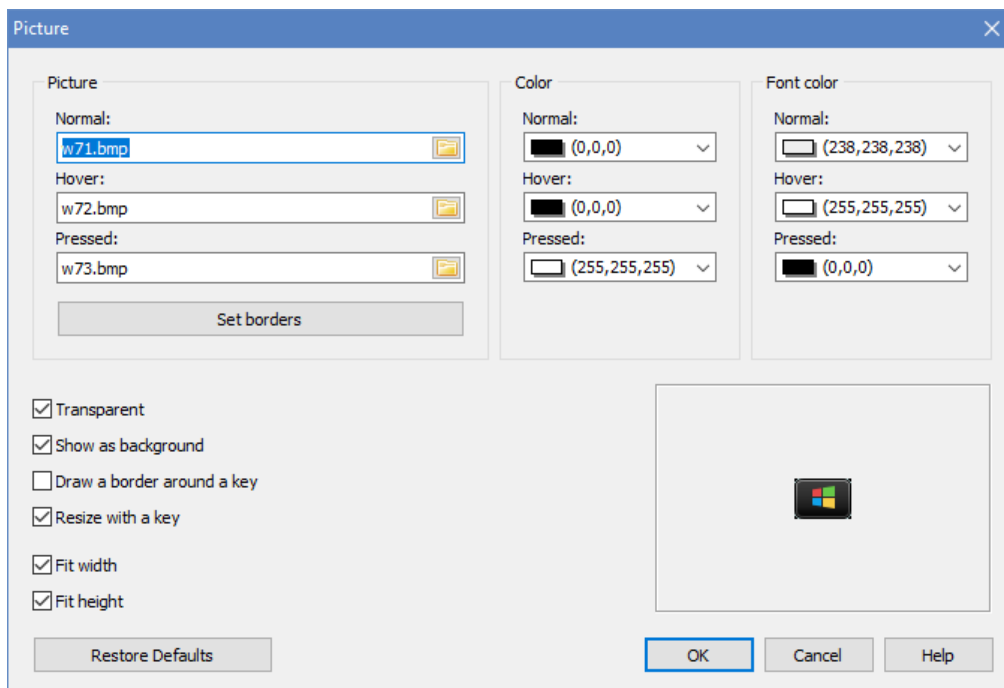 Picture
Picture
Normal:
w71.bmp
Hover:
w72.bmp
Pressed:
w73.bmp
Set borders
Color
Normal:
(0,0,0)
Hover:
(0,0,0)
Pressed:
(255,255,255)
Font color
Normal:
(238,238,238)
Hover:
(255,255,255)
Pressed:
(0,0,0)
Transparent
Show as background
Draw a border around a key
Resize with a key
Fit width
Fit height
Restore Defaults
OK
Cancel
Help